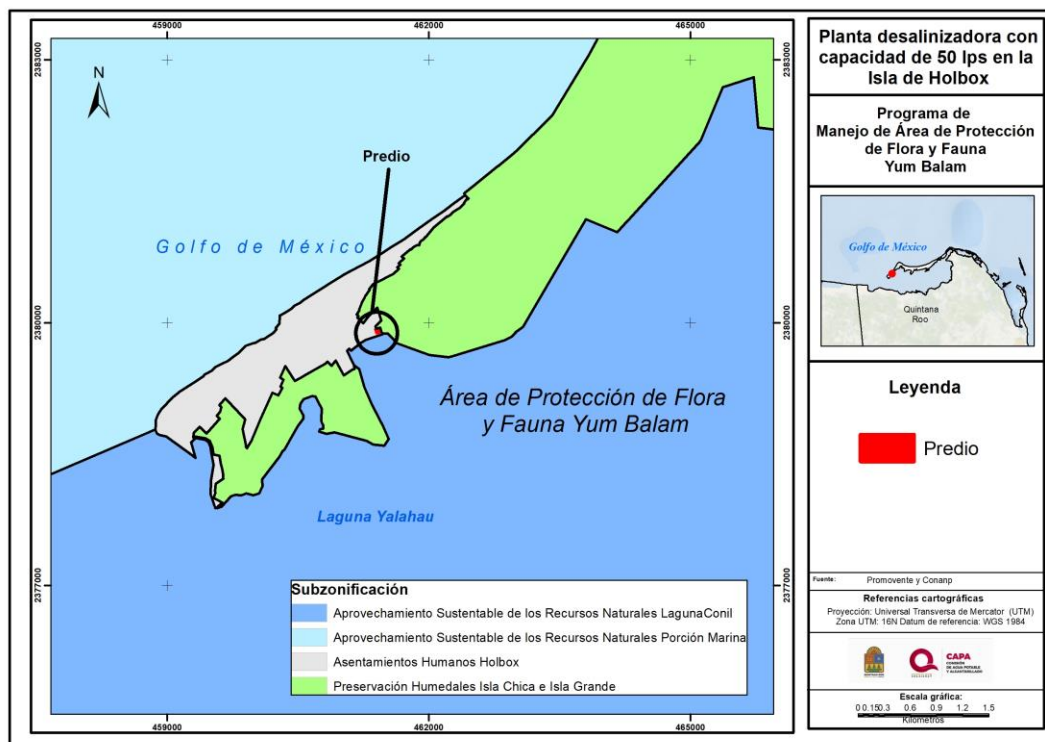 459000
462000
465000
2383000
2383000
N
Predio
Golfo de México
2380000
2380000
Área de Protección de Flora
y Fauna Yum Balam
Laguna Yalahau
2377000
2377000
Subzonificación
Aprovechamiento Sustentable de los Recursos Naturales LagunaConil
Aprovechamiento Sustentable de los Recursos Naturales Porción Marina
Asentamientos Humanos Holbox
Preservación Humedales Isla Chica e Isla Grande
459000
462000
465000
Planta desalinizadora con
capacidad de 50 lps en la
Isla de Holbox
Programa de
Manejo de Área de Protección
de Flora y Fauna
Yum Balam
Golfo de México
Quintana
Roo
Leyenda
Predio
Fuente: Promovente y Conanp
Referencias cartográficas
Proyección: Universal Transversa de Mercator (UTM)
Zona UTM: 16N Datum de referencia: WGS 1984
CAPA
COMISIÓN
DE AGUA POTABLE
Y ALCANTARILLADO
Escala gráfica:
0 0.15 0.3 0.6 0.9 1.2 1.5
Kilómetros